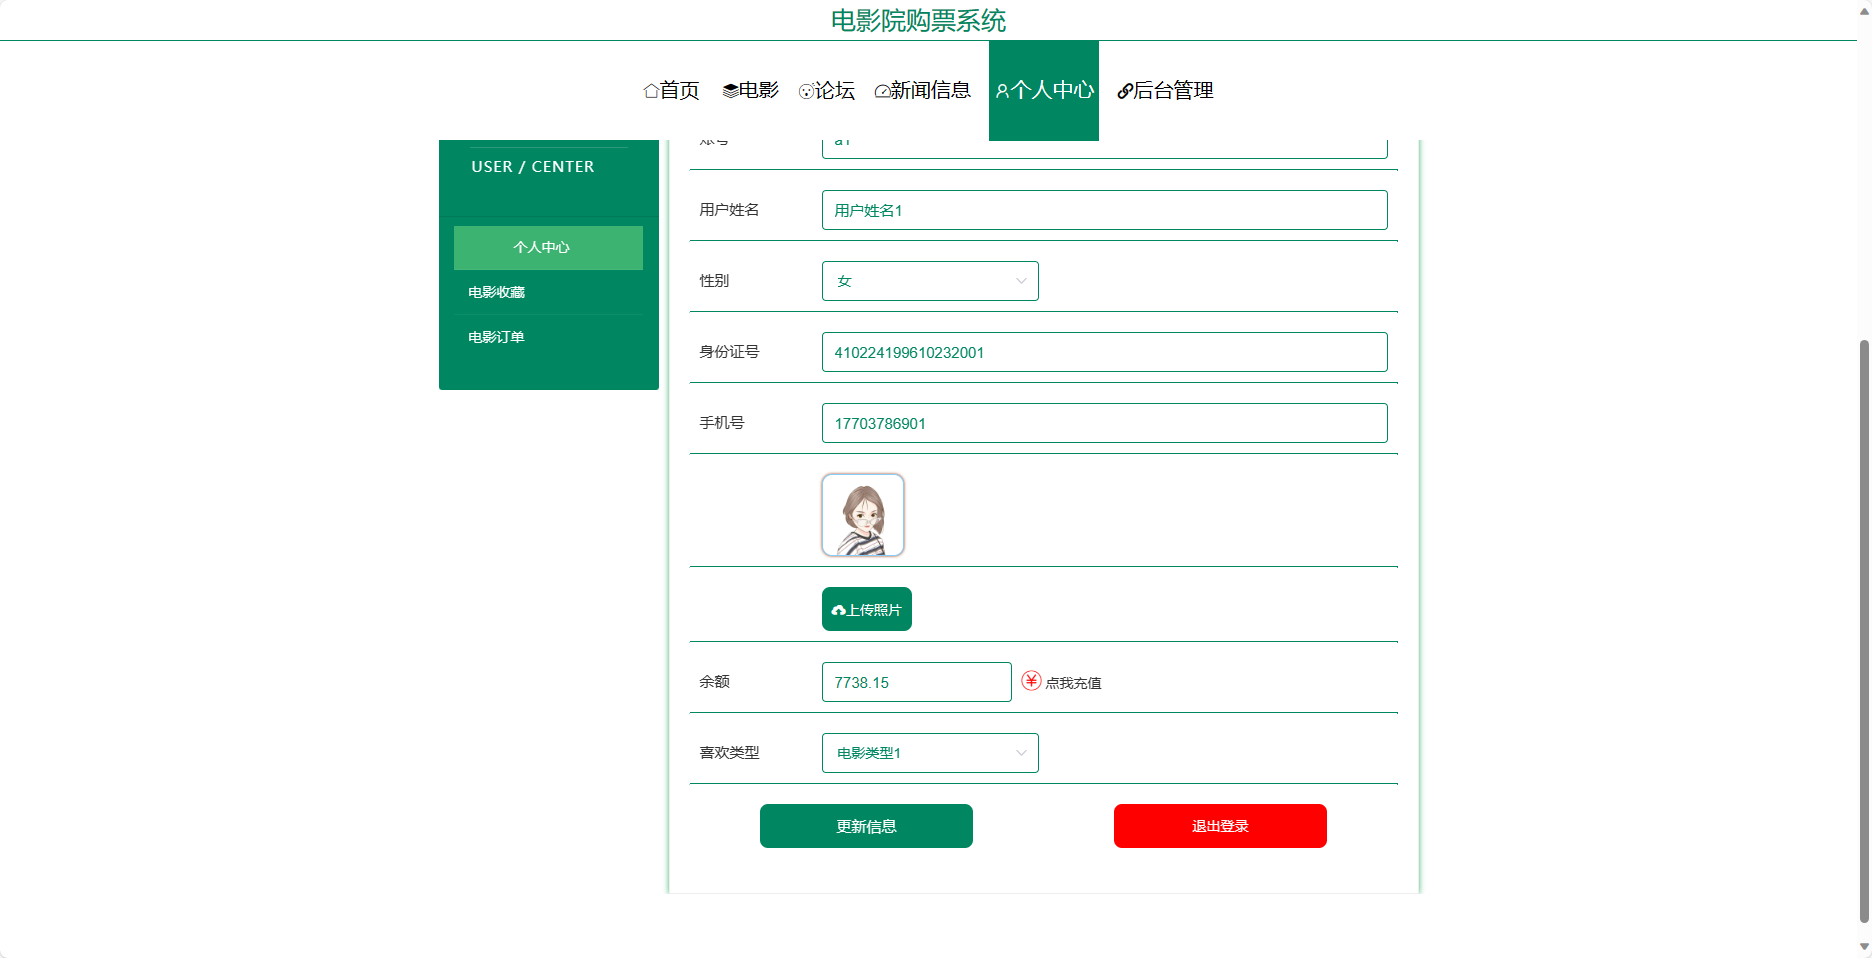 电影院购票系统
首页 电影 论坛 新闻信息 个人中心 后台管理
USER / CENTER
个人中心
电影收藏
电影订单
账号 a1
用户姓名 用户姓名1
性别 女
身份证号 410224199610232001
手机号 17703786901
上传照片
余额 7738.15 点我充值
喜欢类型 电影类型1
更新信息 退出登录